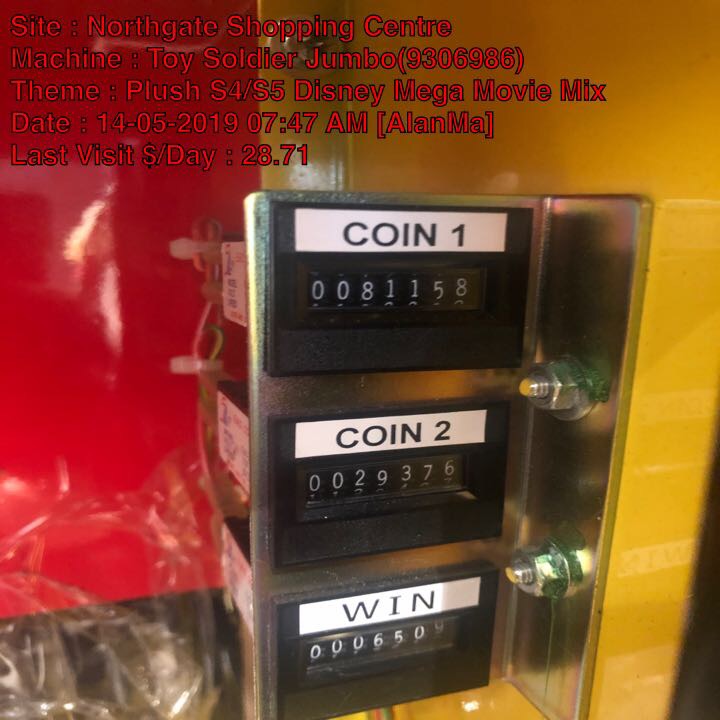 Site : Northgate Shopping Centre
Machine : Toy Soldier Jumbo(9306986)
Theme : Plush S4/S5 Disney Mega Movie Mix
Date : 14-05-2019 07:47 AM [AlanMa]
Last Visit $/Day : 28.71
COIN 1
0081158
COIN 2
0029376
WIN